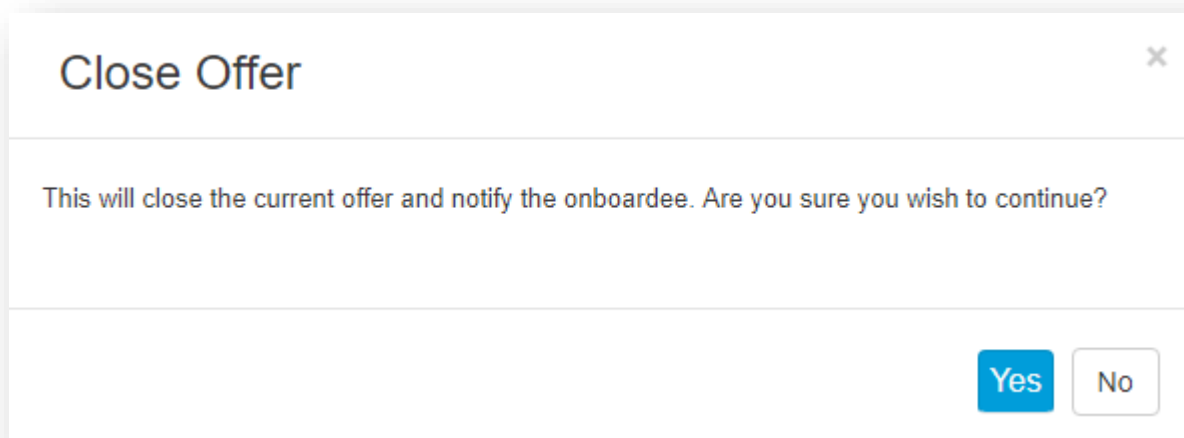 Close Offer
×
This will close the current offer and notify the onboardee. Are you sure you wish to continue?
Yes
No